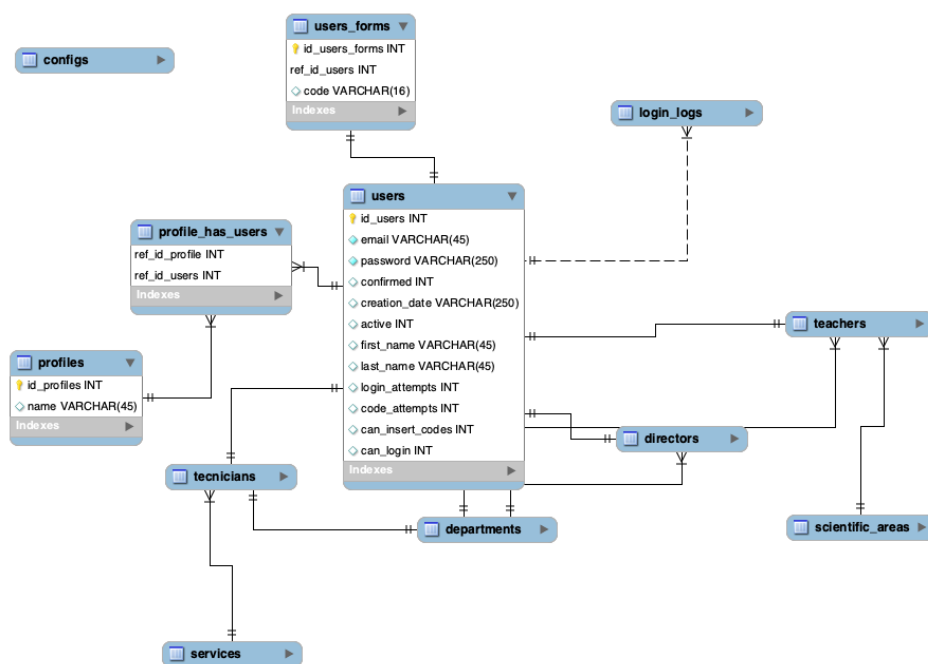 users_forms
id_users_forms INT
ref_id_users INT
code VARCHAR(16)
Indexes
configs
login_logs
users
id_users INT
email VARCHAR(45)
password VARCHAR(250)
confirmed INT
creation_date VARCHAR(250)
active INT
first_name VARCHAR(45)
last_name VARCHAR(45)
login_attempts INT
code_attempts INT
can_insert_codes INT
can_login INT
Indexes
profile_has_users
ref_id_profile INT
ref_id_users INT
Indexes
teachers
profiles
id_profiles INT
name VARCHAR(45)
Indexes
directors
tecnicians
departments
scientific_areas
services